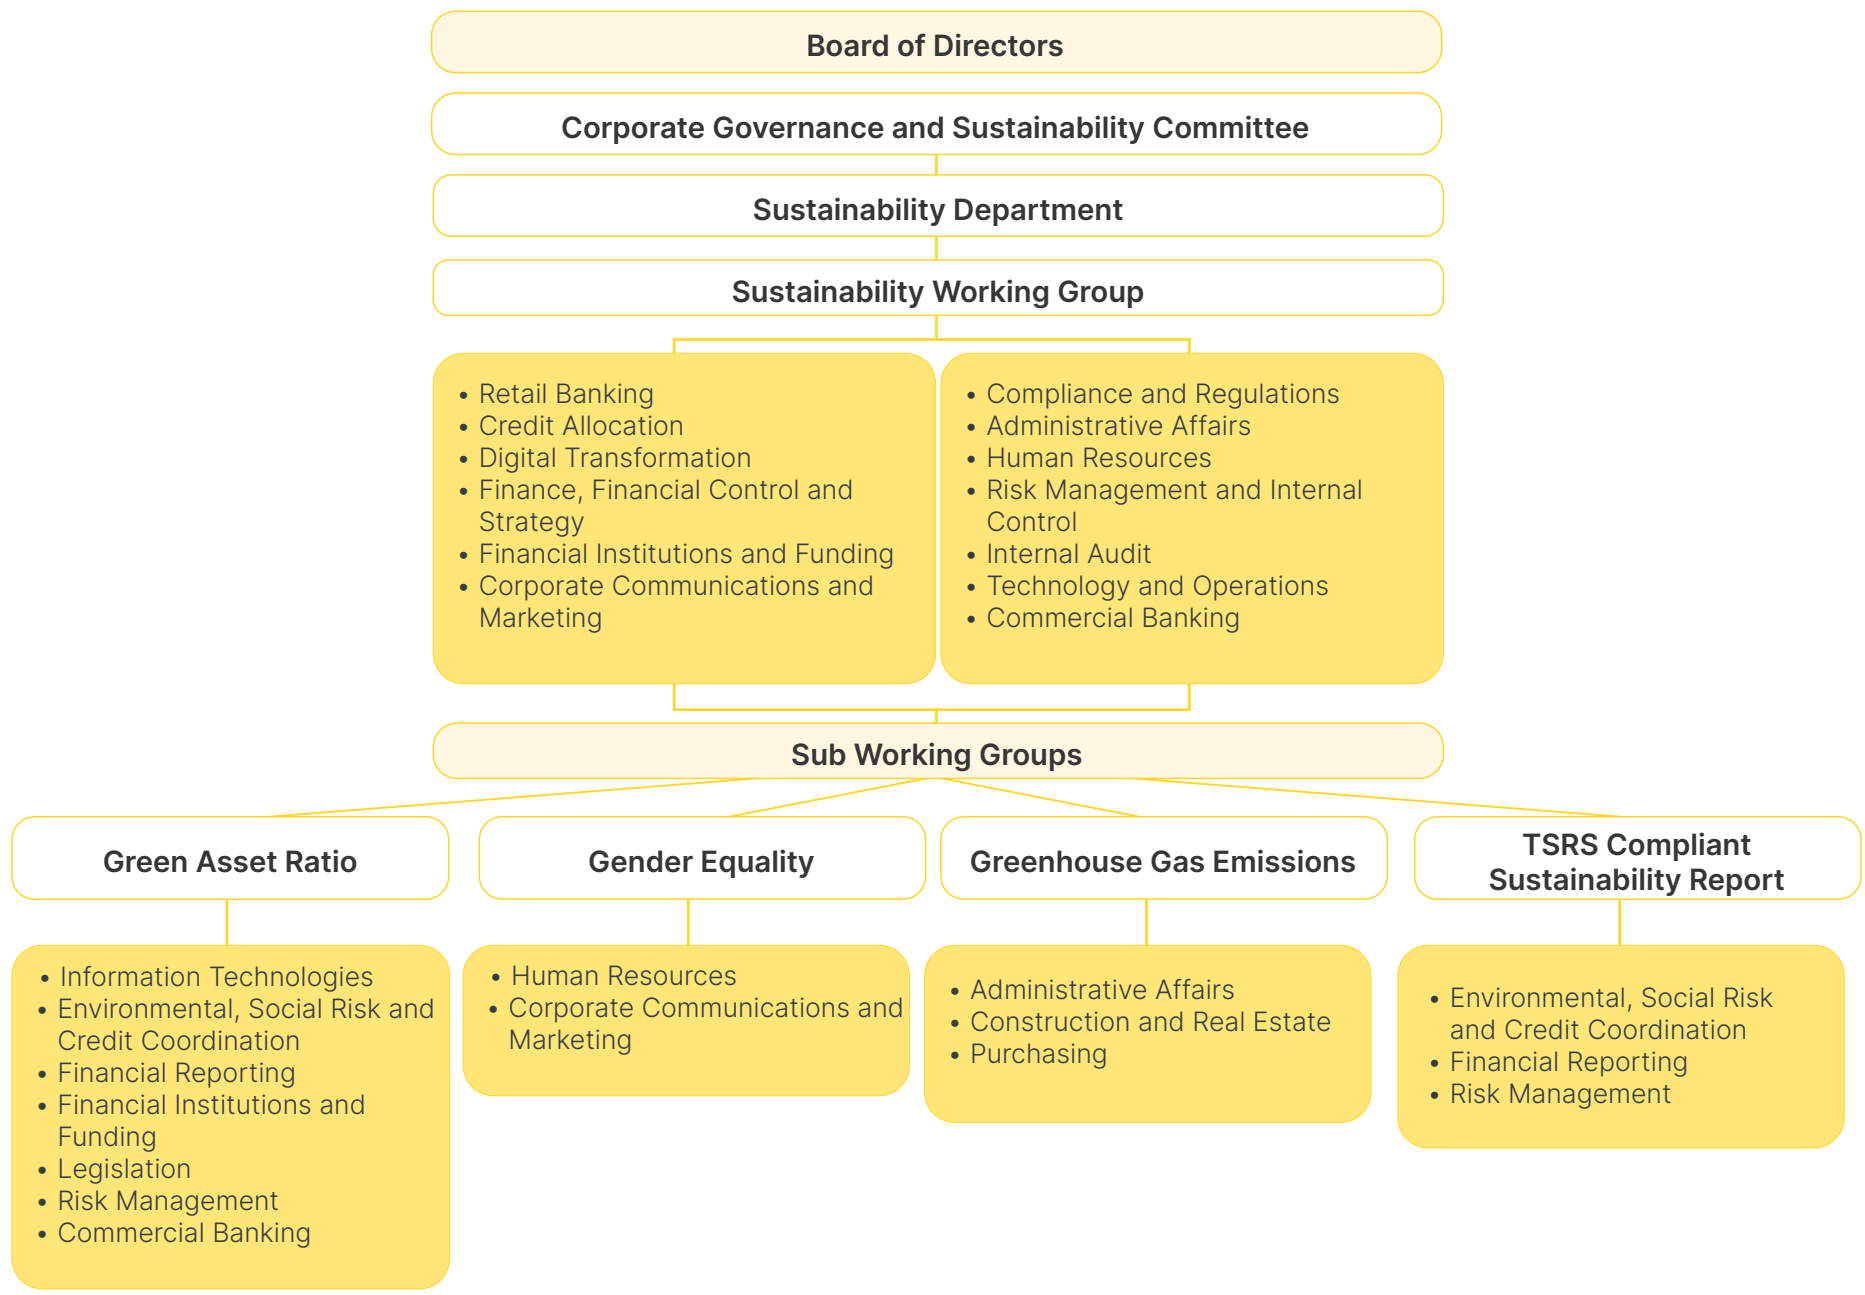 Board of Directors
Corporate Governance and Sustainability Committee
Sustainability Department
Sustainability Working Group
• Retail Banking
• Credit Allocation
• Digital Transformation
• Finance, Financial Control and
Strategy
• Financial Institutions and Funding
• Corporate Communications and
Marketing
• Compliance and Regulations
• Administrative Affairs
• Human Resources
• Risk Management and Internal
Control
• Internal Audit
• Technology and Operations
• Commercial Banking
Sub Working Groups
Green Asset Ratio
• Information Technologies
• Environmental, Social Risk and
Credit Coordination
• Financial Reporting
• Financial Institutions and
Funding
• Legislation
• Risk Management
• Commercial Banking
Gender Equality
• Human Resources
• Corporate Communications and
Marketing
Greenhouse Gas Emissions
• Administrative Affairs
• Construction and Real Estate
• Purchasing
TSRS Compliant
Sustainability Report
• Environmental, Social Risk
and Credit Coordination
• Financial Reporting
• Risk Management